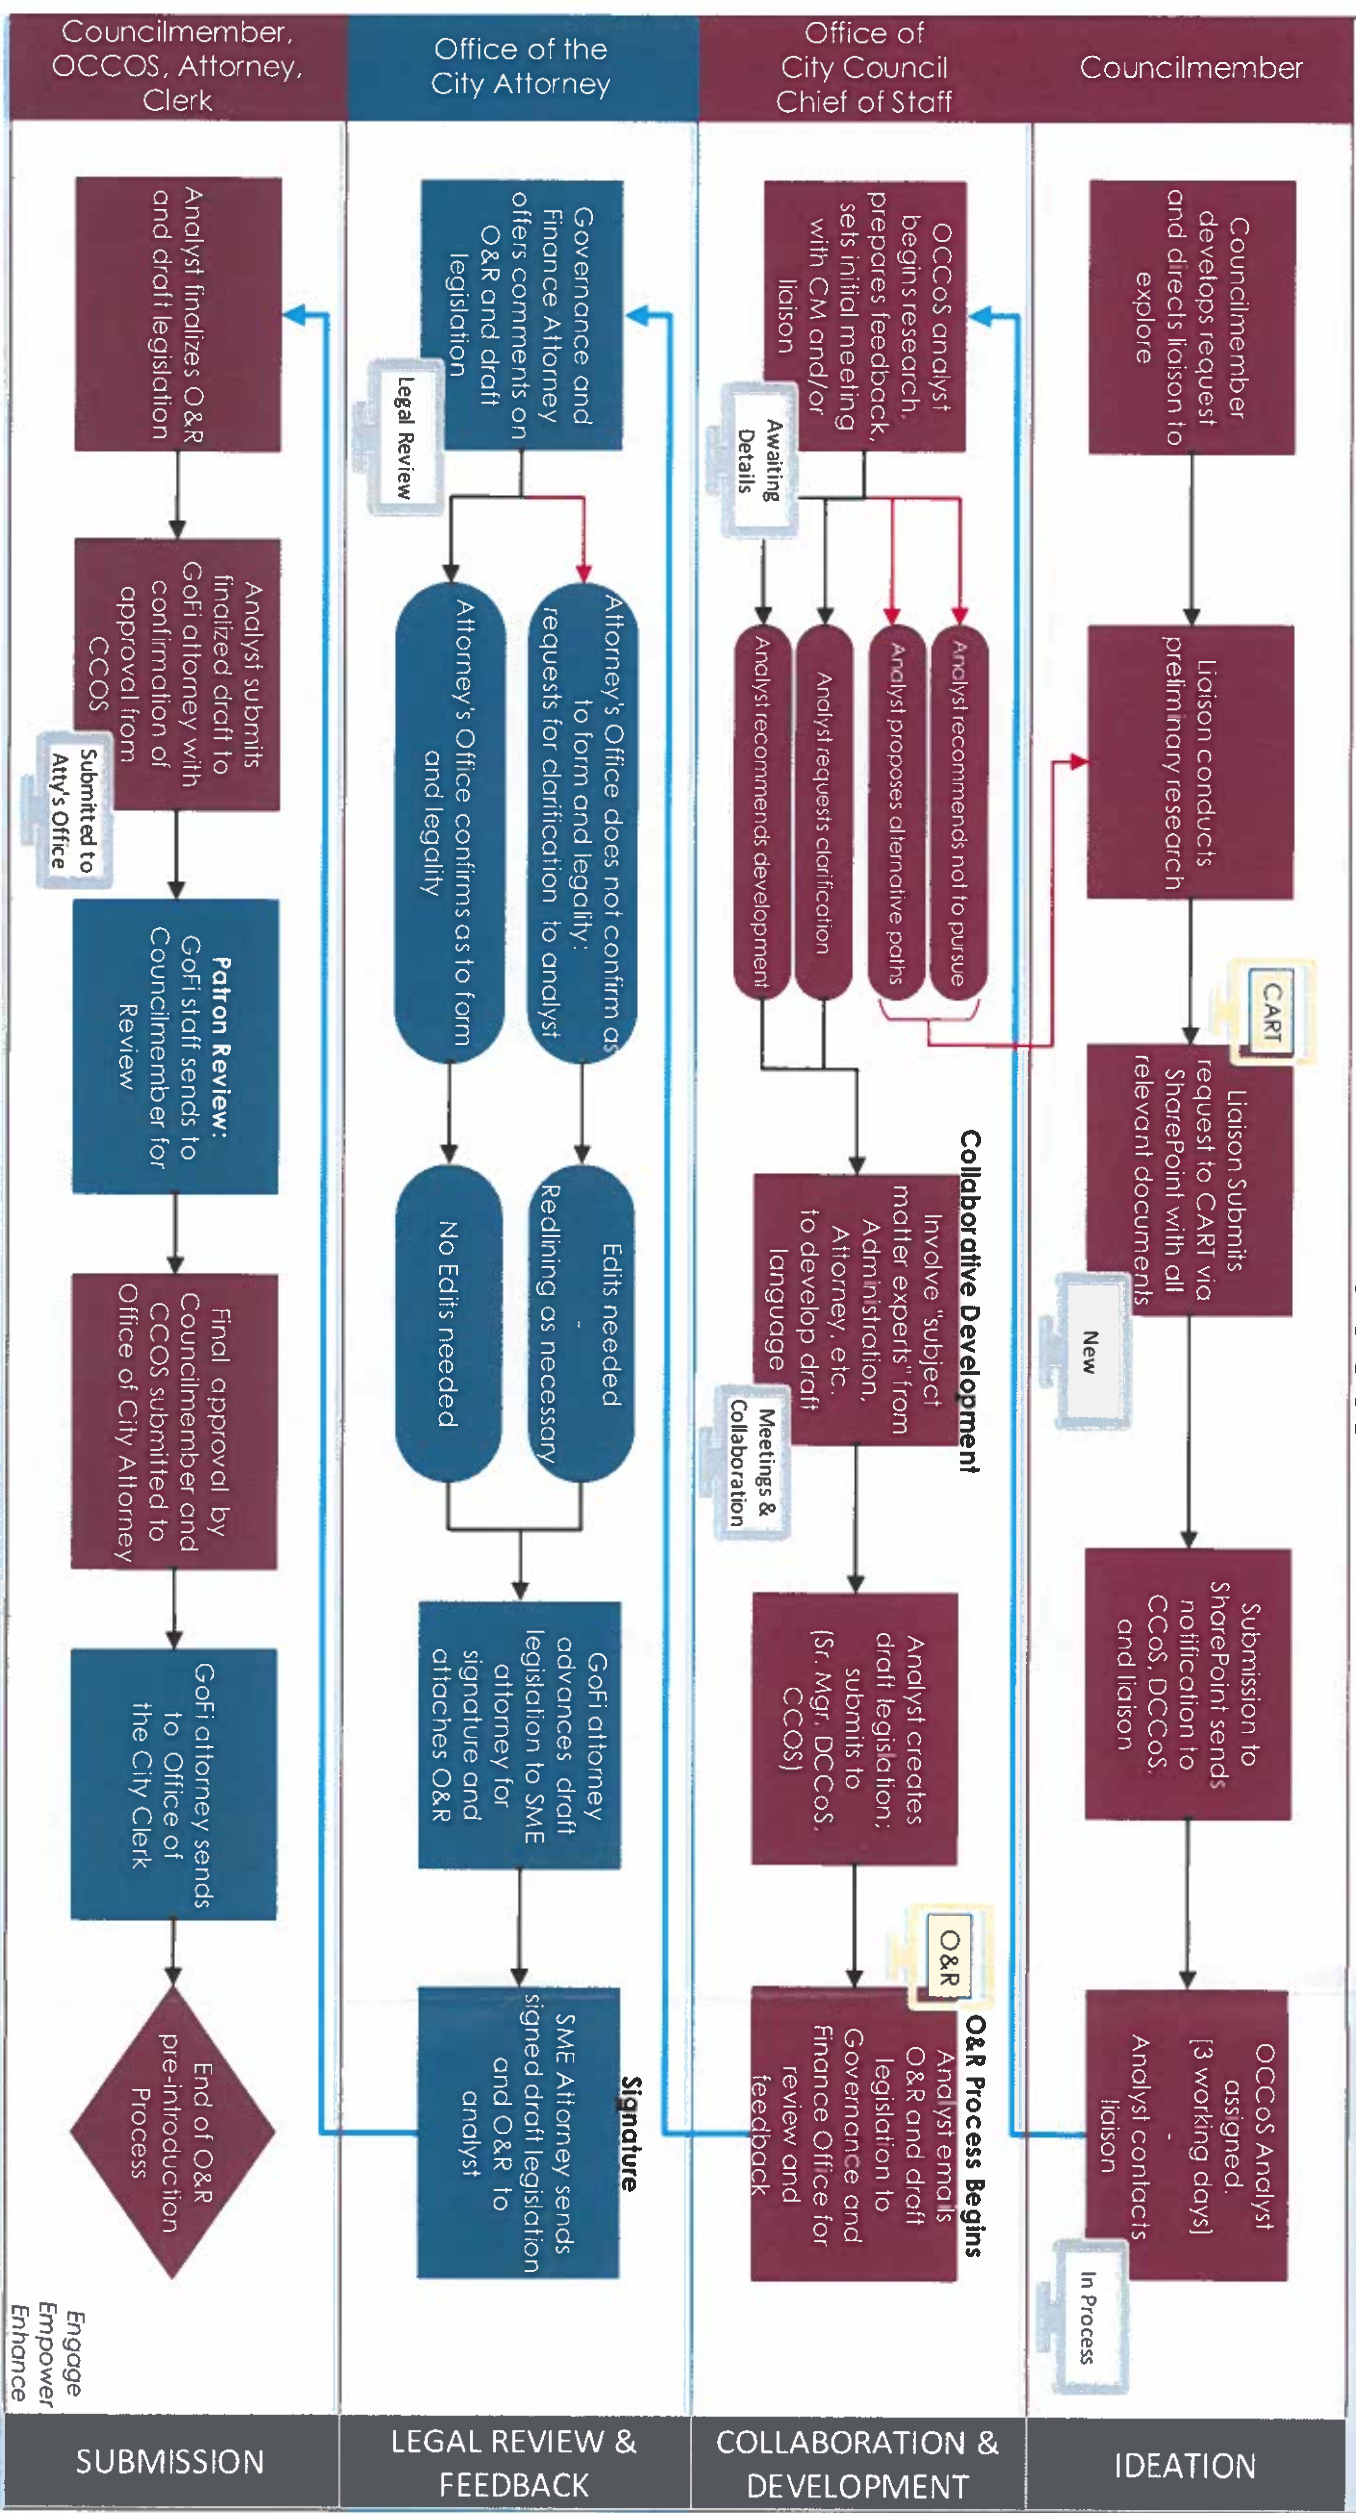 Councilmember
Councilmember
develops request
and directs liaison to
explore
Liaison conducts
preliminary research
CART
Liaison Submits
request to CART via
SharePoint with all
relevant documents
New
Submission to
SharePoint sends
notification to
CCoS, DCCoS,
and liaison
OCCoS Analyst
assigned.
[3 working days]
-
Analyst contacts
liaison
In Process
IDEATION
Office of
City Council
Chief of Staff
OCCoS analyst
begins research,
prepares feedback,
sets initial meeting
with CM and/or
liaison
Awaiting
Details
Analyst recommends not to pursue
Analyst proposes alternative paths
Analyst requests clarification
Analyst recommends development
Collaborative Development
Involve "subject
matter experts" from
Administration,
Attorney, etc.
to develop draft
language
Meetings &
Collaboration
Analyst creates
draft legislation;
submits to
(Sr. Mgr, DCCoS,
CCOS)
O&R
O&R Process Begins
Analyst emails
O&R and draft
legislation to
Governance and
Finance Office for
review and
feedback
COLLABORATION &
DEVELOPMENT
Office of the
City Attorney
Governance and
Finance Attorney
offers comments on
O&R and draft
legislation
Legal Review
Attorney's Office does not confirm as
to form and legality:
requests for clarification to analyst
Attorney's Office confirms as to form
and legality
Edits needed
-
Redlining as necessary
No Edits needed
GoFi attorney
advances draft
legislation to SME
attorney for
signature and
attaches O&R
Signature
SME Attorney sends
signed draft legislation
and O&R to
analyst
LEGAL REVIEW &
FEEDBACK
Councilmember,
OCCOS, Attorney,
Clerk
Analyst finalizes O&R
and draft legislation
Analyst submits
finalized draft to
GoFi attorney with
confirmation of
approval from
CCOS
Submitted to
Atty's Office
Patron Review:
GoFi staff sends to
Councilmember for
Review
Final approval by
Councilmember and
CCOS submitted to
Office of City Attorney
GoFi attorney sends
to Office of
the City Clerk
End of O&R
pre-introduction
Process
Engage
Empower
Enhance
SUBMISSION